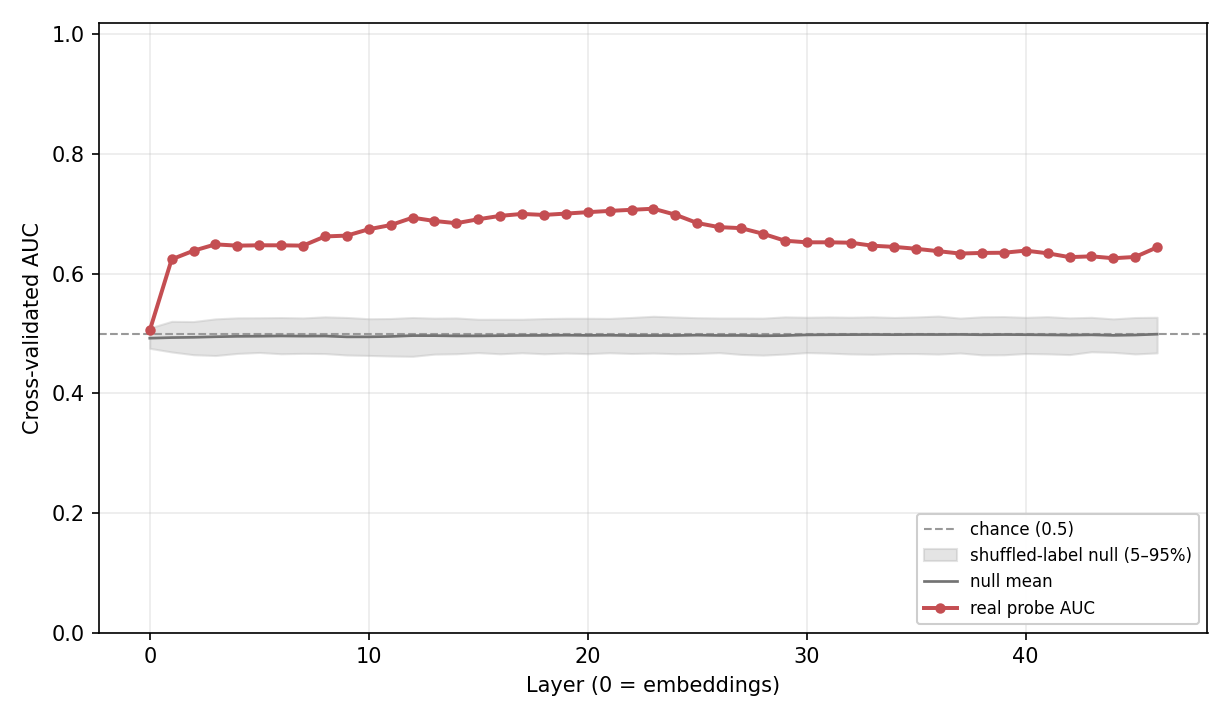 1.0
0.8
0.6
0.4
0.2
0.0
Cross-validated AUC
0 10 20 30 40
Layer (0 = embeddings)
chance (0.5)
shuffled-label null (5–95%)
null mean
real probe AUC